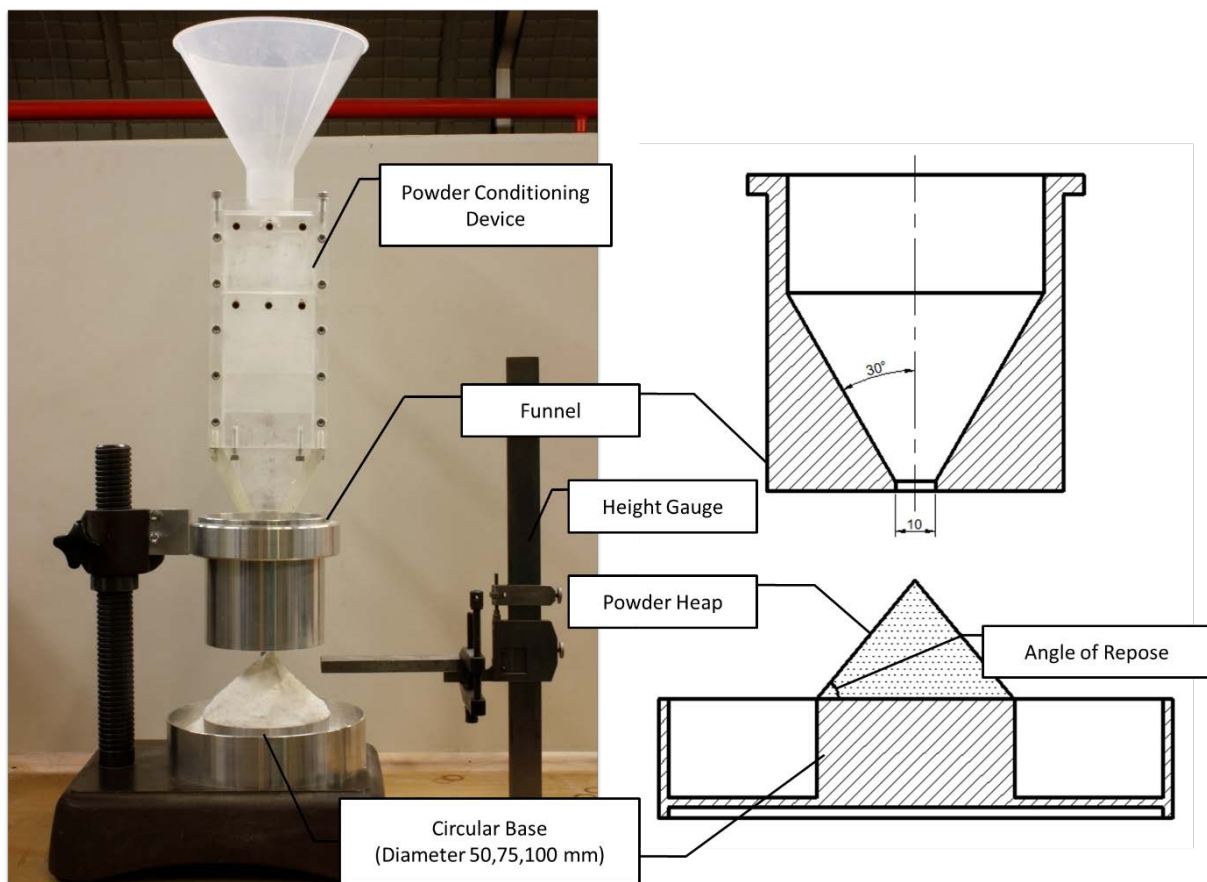 Powder Conditioning
Device
Funnel
Height Gauge
Powder Heap
Angle of Repose
Circular Base
(Diameter 50,75,100 mm)
30°
10